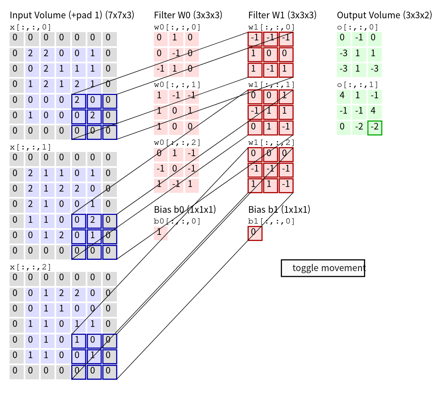 Input Volume (+pad 1) (7x7x3)
x[:,:,0]
0 0 0 0 0 0 0
0 2 2 0 0 1 0
0 0 2 1 1 1 0
0 1 2 1 2 1 0
0 0 0 0 2 0 0
0 1 0 0 0 2 0
0 0 0 0 0 0 0
x[:,:,1]
0 0 0 0 0 0 0
0 2 1 1 0 1 0
0 2 1 2 2 0 0
0 2 1 0 0 1 0
0 1 1 0 0 2 0
0 0 1 2 0 1 0
0 0 0 0 0 0 0
x[:,:,2]
0 0 0 0 0 0 0
0 0 1 2 2 0 0
0 1 0 0 0 0 0
0 1 1 0 1 1 0
0 1 1 0 1 0 0
0 1 1 0 0 1 0
0 0 0 0 0 0 0
Filter W0 (3x3x3)
w0[:,:,0]
0 1 0
0 -1 0
-1 1 0
w0[:,:,1]
1 -1 -1
1 0 1
1 0 0
w0[:,:,2]
0 1 -1
-1 0 -1
1 -1 1
Bias b0 (1x1x1)
b0[:,:,0]
1
Filter W1 (3x3x3)
w1[:,:,0]
-1 -1 -1
1 0 0
1 -1 1
w1[:,:,1]
0 0 1
-1 1 1
0 1 -1
w1[:,:,2]
0 0 0
-1 -1 -1
1 1 -1
Bias b1 (1x1x1)
b1[:,:,0]
0
Output Volume (3x3x2)
o[:,:,0]
0 -1 0
-3 1 1
-3 1 -3
o[:,:,1]
4 1 -1
-1 -1 4
0 -2 -2
toggle movement